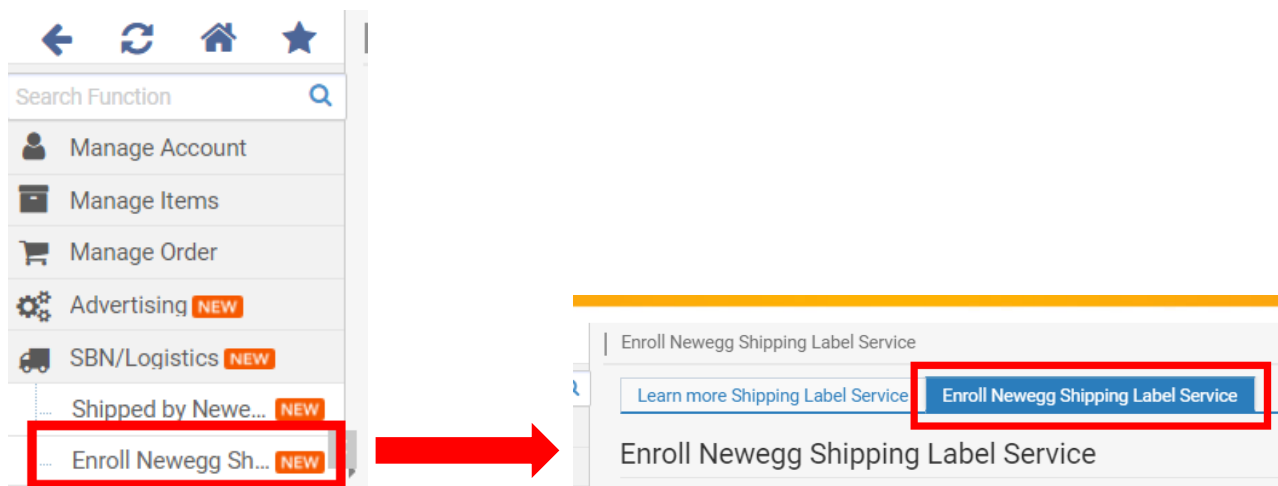 Search Function
Manage Account
Manage Items
Manage Order
Advertising NEW
SBN/Logistics NEW
Shipped by Newe... NEW
Enroll Newegg Sh... NEW
Enroll Newegg Shipping Label Service
Learn more Shipping Label Service Enroll Newegg Shipping Label Service
Enroll Newegg Shipping Label Service